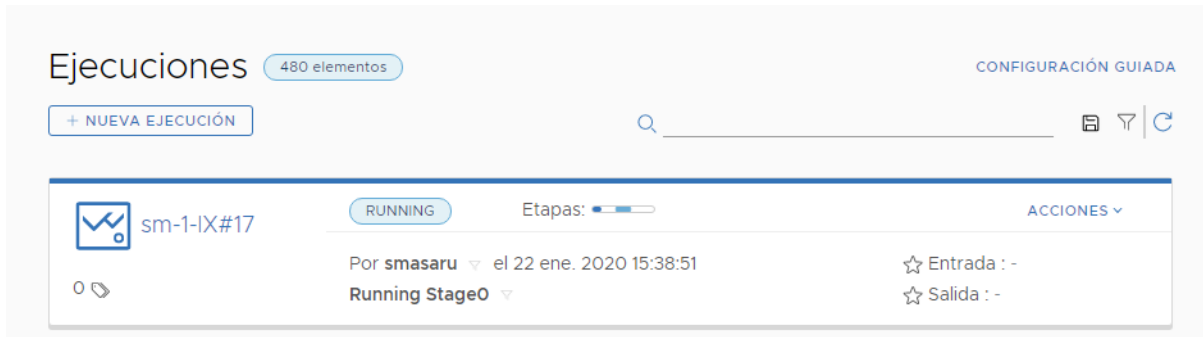 Ejecuciones 480 elementos
CONFIGURACIÓN GUIADA
+ NUEVA EJECUCIÓN
sm-1-IX#17
RUNNING
Etapas:
ACCIONES
Por smasaru el 22 ene. 2020 15:38:51
Entrada : -
0
Running Stage0
Salida : -